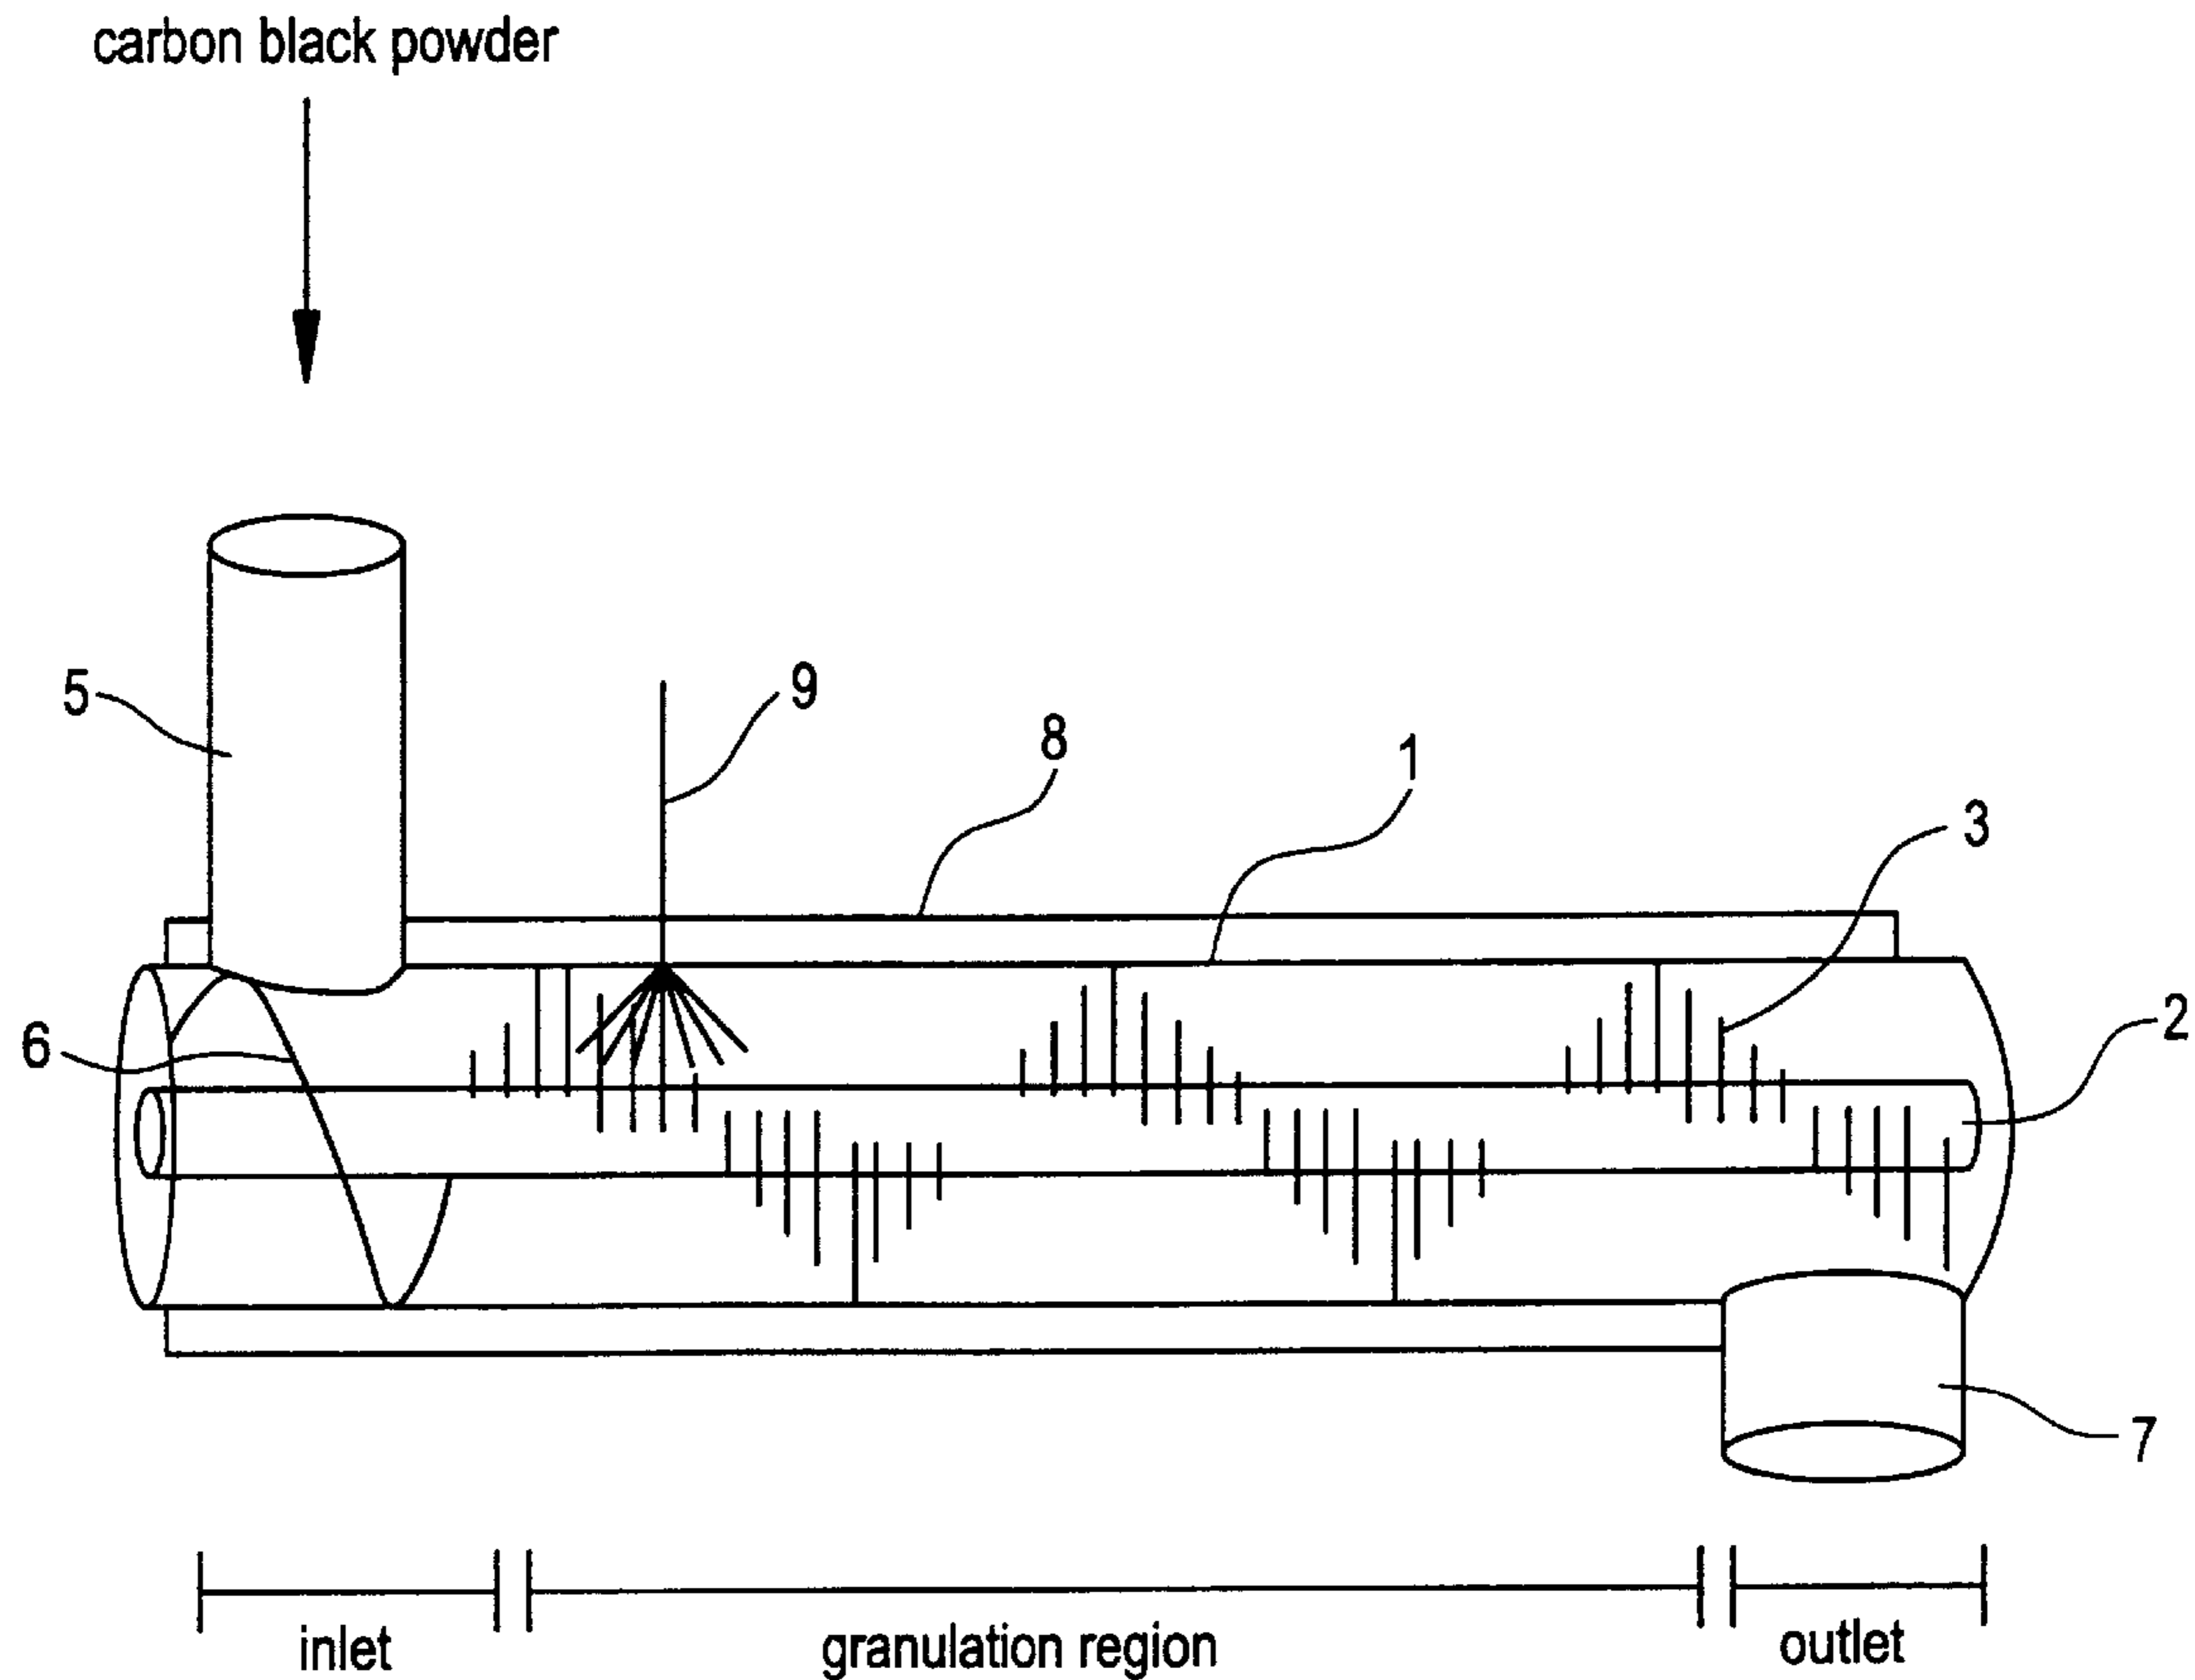 carbon black powder
5
9
8
1
3
6
2
7
inlet
granulation region
outlet